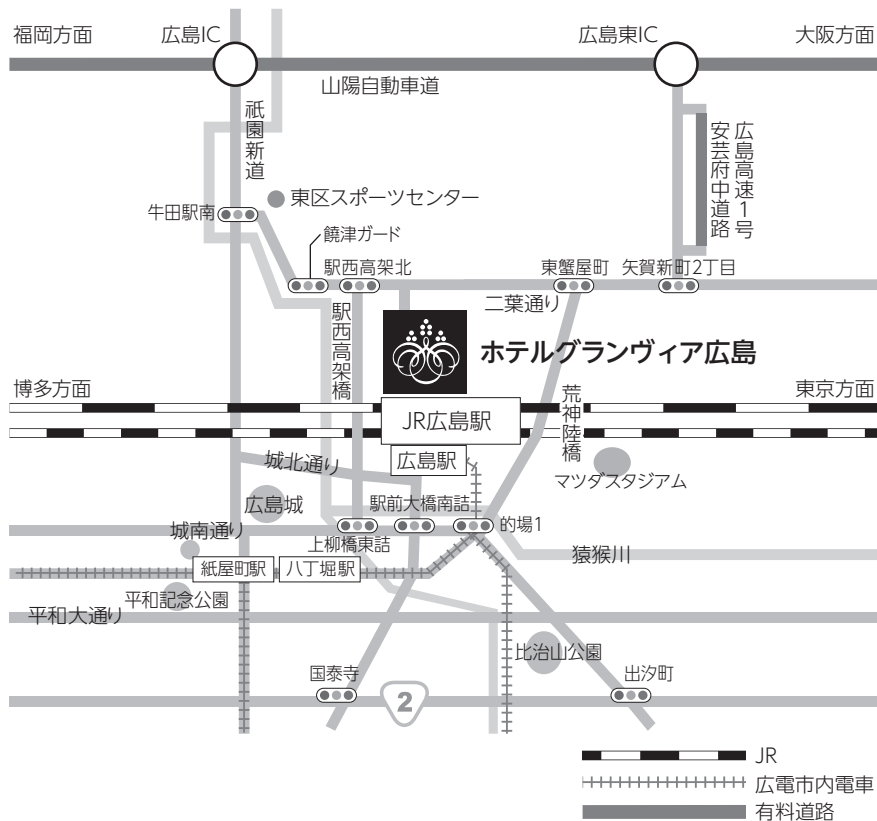 福岡方面
広島IC
広島東IC
大阪方面
山陽自動車道
祇園新道
広島高速1号
安芸府中道路
東区スポーツセンター
牛田駅南
饒津ガード
駅西高架北
東蟹屋町
矢賀新町2丁目
二葉通り
駅西高架橋
ホテルグランヴィア広島
博多方面
東京方面
荒神陸橋
JR広島駅
広島駅
城北通り
マツダスタジアム
広島城
駅前大橋南詰
的場1
城南通り
上柳橋東詰
猿猴川
紙屋町駅
八丁堀駅
平和記念公園
平和大通り
比治山公園
国泰寺
出汐町
2
JR
広電市内電車
有料道路